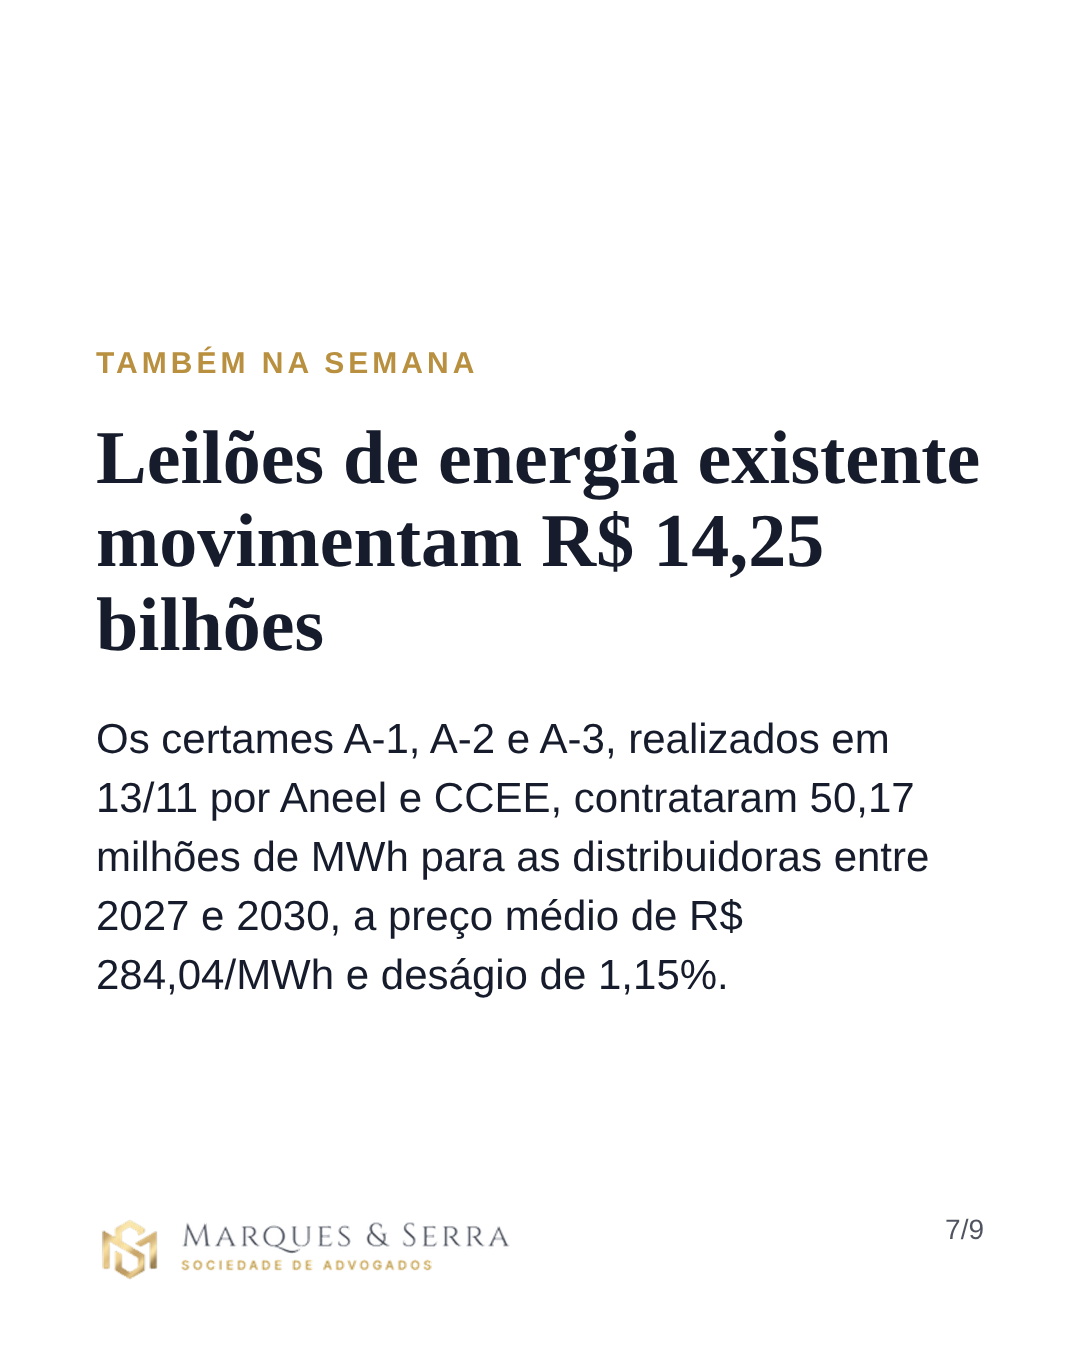 TAMBÉM NA SEMANA
Leilões de energia existente
movimentam R$ 14,25
bilhões
Os certames A-1, A-2 e A-3, realizados em
13/11 por Aneel e CCEE, contrataram 50,17
milhões de MWh para as distribuidoras entre
2027 e 2030, a preço médio de R$
284,04/MWh e deságio de 1,15%.
MARQUES & SERRA
SOCIEDADE DE ADVOGADOS
7/9